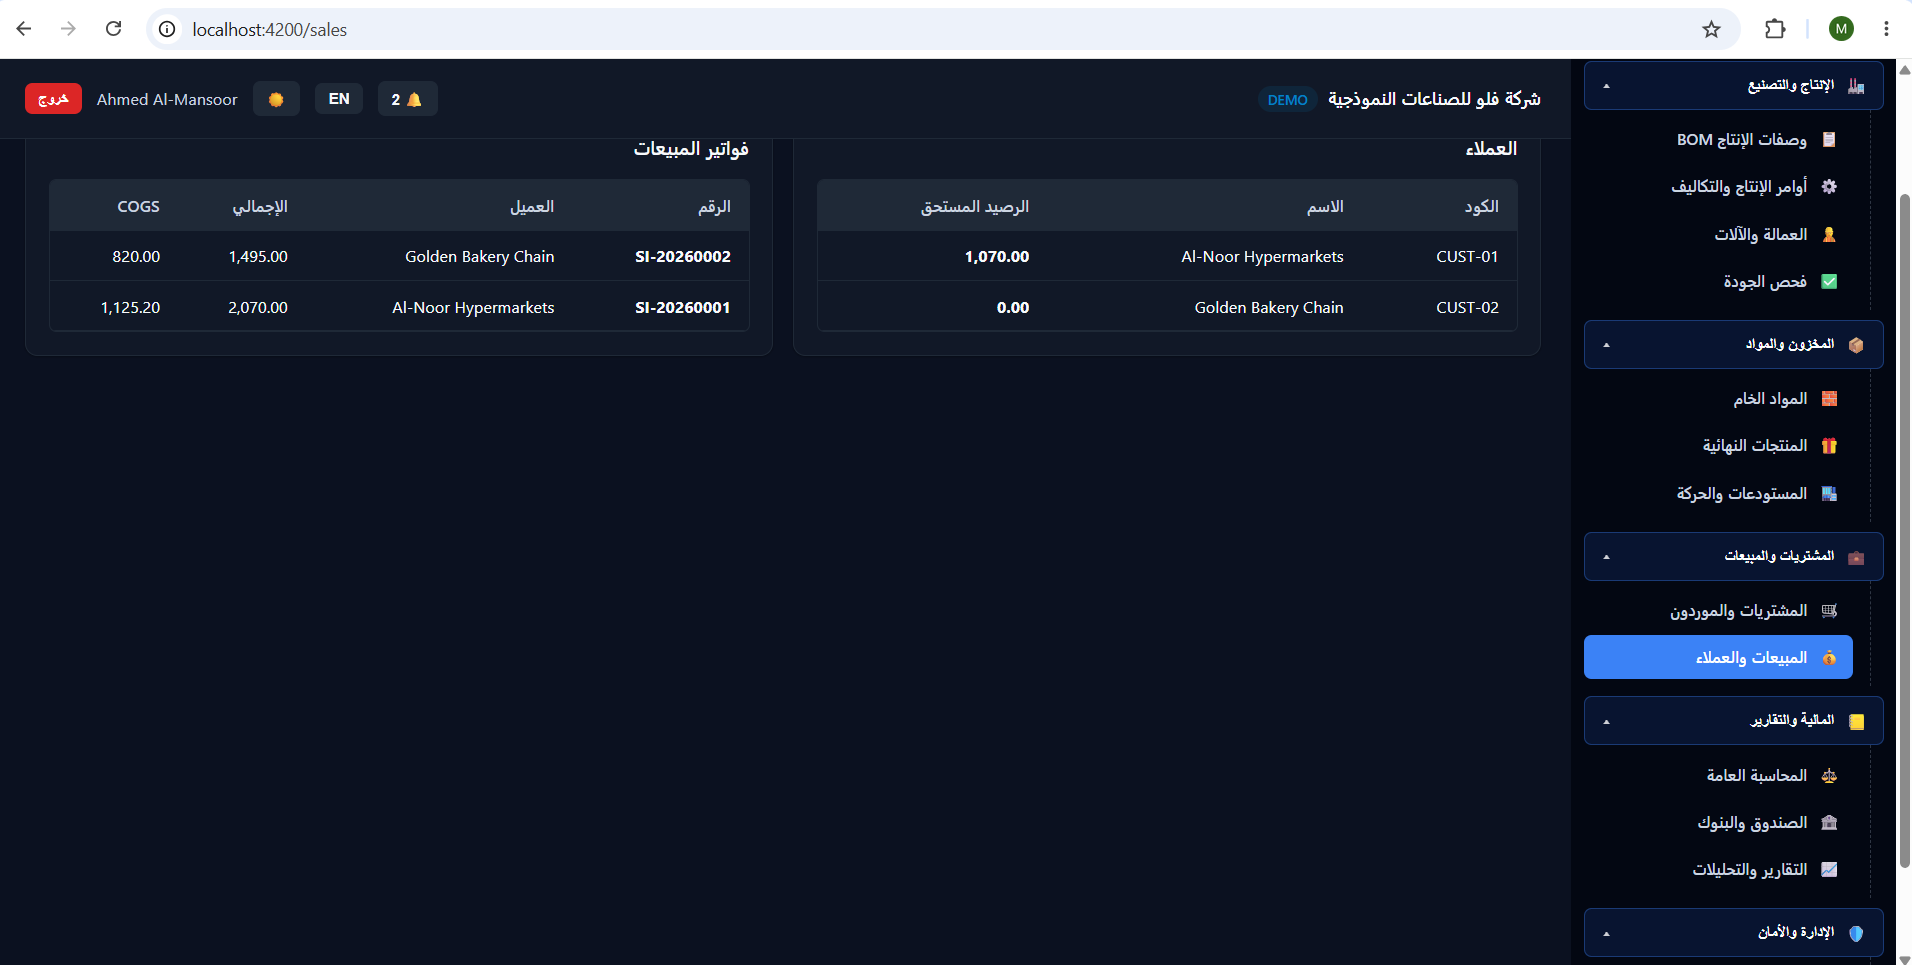 localhost:4200/sales
M
شركة فلو للصناعات النموذجية DEMO
2
EN
Ahmed Al-Mansoor
خروج
الإنتاج والتصنيع
وصفات الإنتاج BOM
أوامر الإنتاج والتكاليف
العمالة والآلات
فحص الجودة
المخزون والمواد
المواد الخام
المنتجات النهائية
المستودعات والحركة
المشتريات والمبيعات
المشتريات والموردون
المبيعات والعملاء
المالية والتقارير
المحاسبة العامة
الصندوق والبنوك
التقارير والتحليلات
الإدارة والأمان
العملاء
الكود الاسم الرصيد المستحق
CUST-01 Al-Noor Hypermarkets 1,070.00
CUST-02 Golden Bakery Chain 0.00
فواتير المبيعات
الرقم العميل الإجمالي COGS
SI-20260002 Golden Bakery Chain 1,495.00 820.00
SI-20260001 Al-Noor Hypermarkets 2,070.00 1,125.20